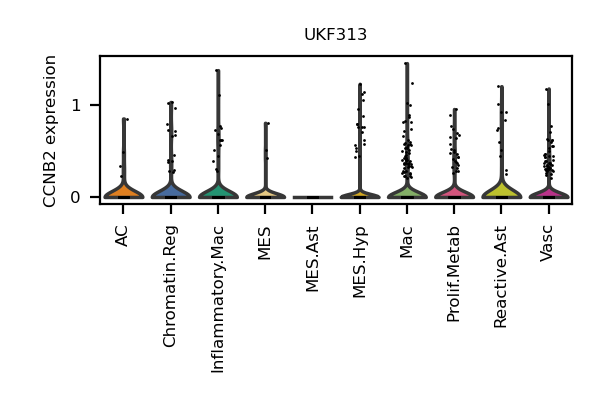 UKF313
CCNB2 expression
1
0
AC
Chromatin.Reg
Inflammatory.Mac
MES
MES.Ast
MES.Hyp
Mac
Prolif.Metab
Reactive.Ast
Vasc